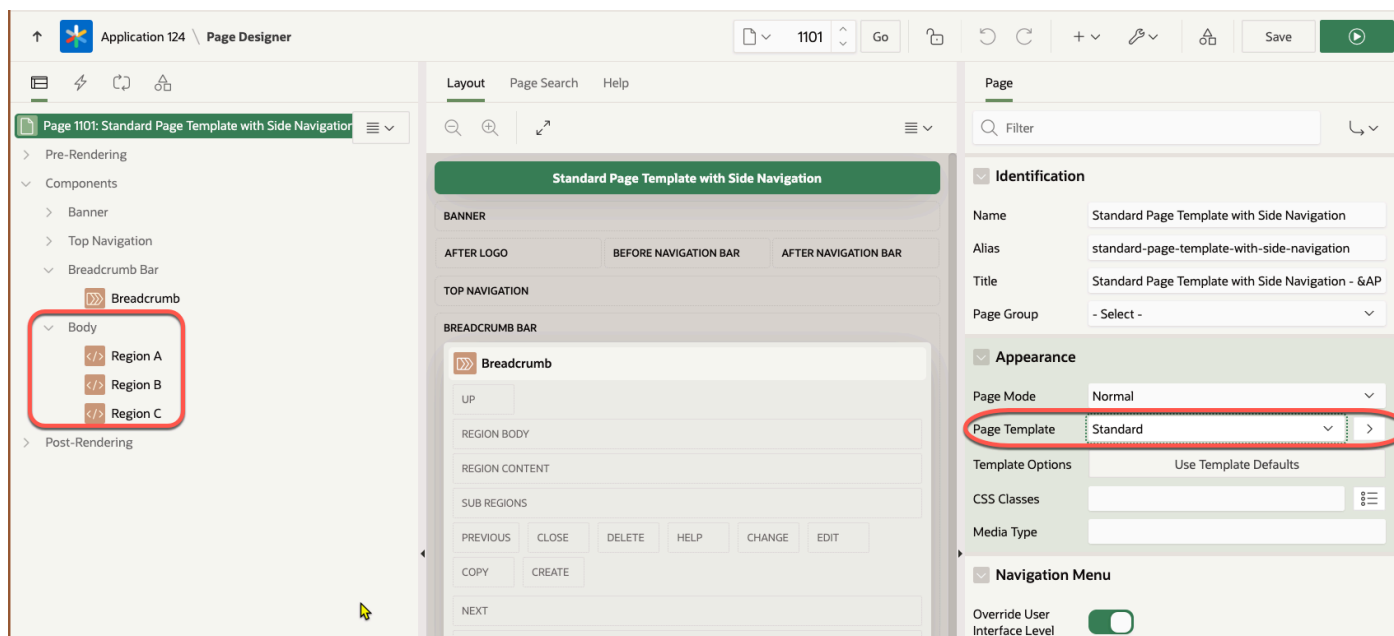 Application 124 \ Page Designer
1101
Go
Save
Page 1101: Standard Page Template with Side Navigation
Pre-Rendering
Components
Banner
Top Navigation
Breadcrumb Bar
Breadcrumb
Body
Region A
Region B
Region C
Post-Rendering
Layout Page Search Help
Standard Page Template with Side Navigation
BANNER
AFTER LOGO BEFORE NAVIGATION BAR AFTER NAVIGATION BAR
TOP NAVIGATION
BREADCRUMB BAR
Breadcrumb
UP
REGION BODY
REGION CONTENT
SUB REGIONS
PREVIOUS CLOSE DELETE HELP CHANGE EDIT
COPY CREATE
NEXT
Page
Filter
Identification
Name Standard Page Template with Side Navigation
Alias standard-page-template-with-side-navigation
Title Standard Page Template with Side Navigation - &AP
Page Group - Select -
Appearance
Page Mode Normal
Page Template Standard
Template Options Use Template Defaults
CSS Classes
Media Type
Navigation Menu
Override User
Interface Level